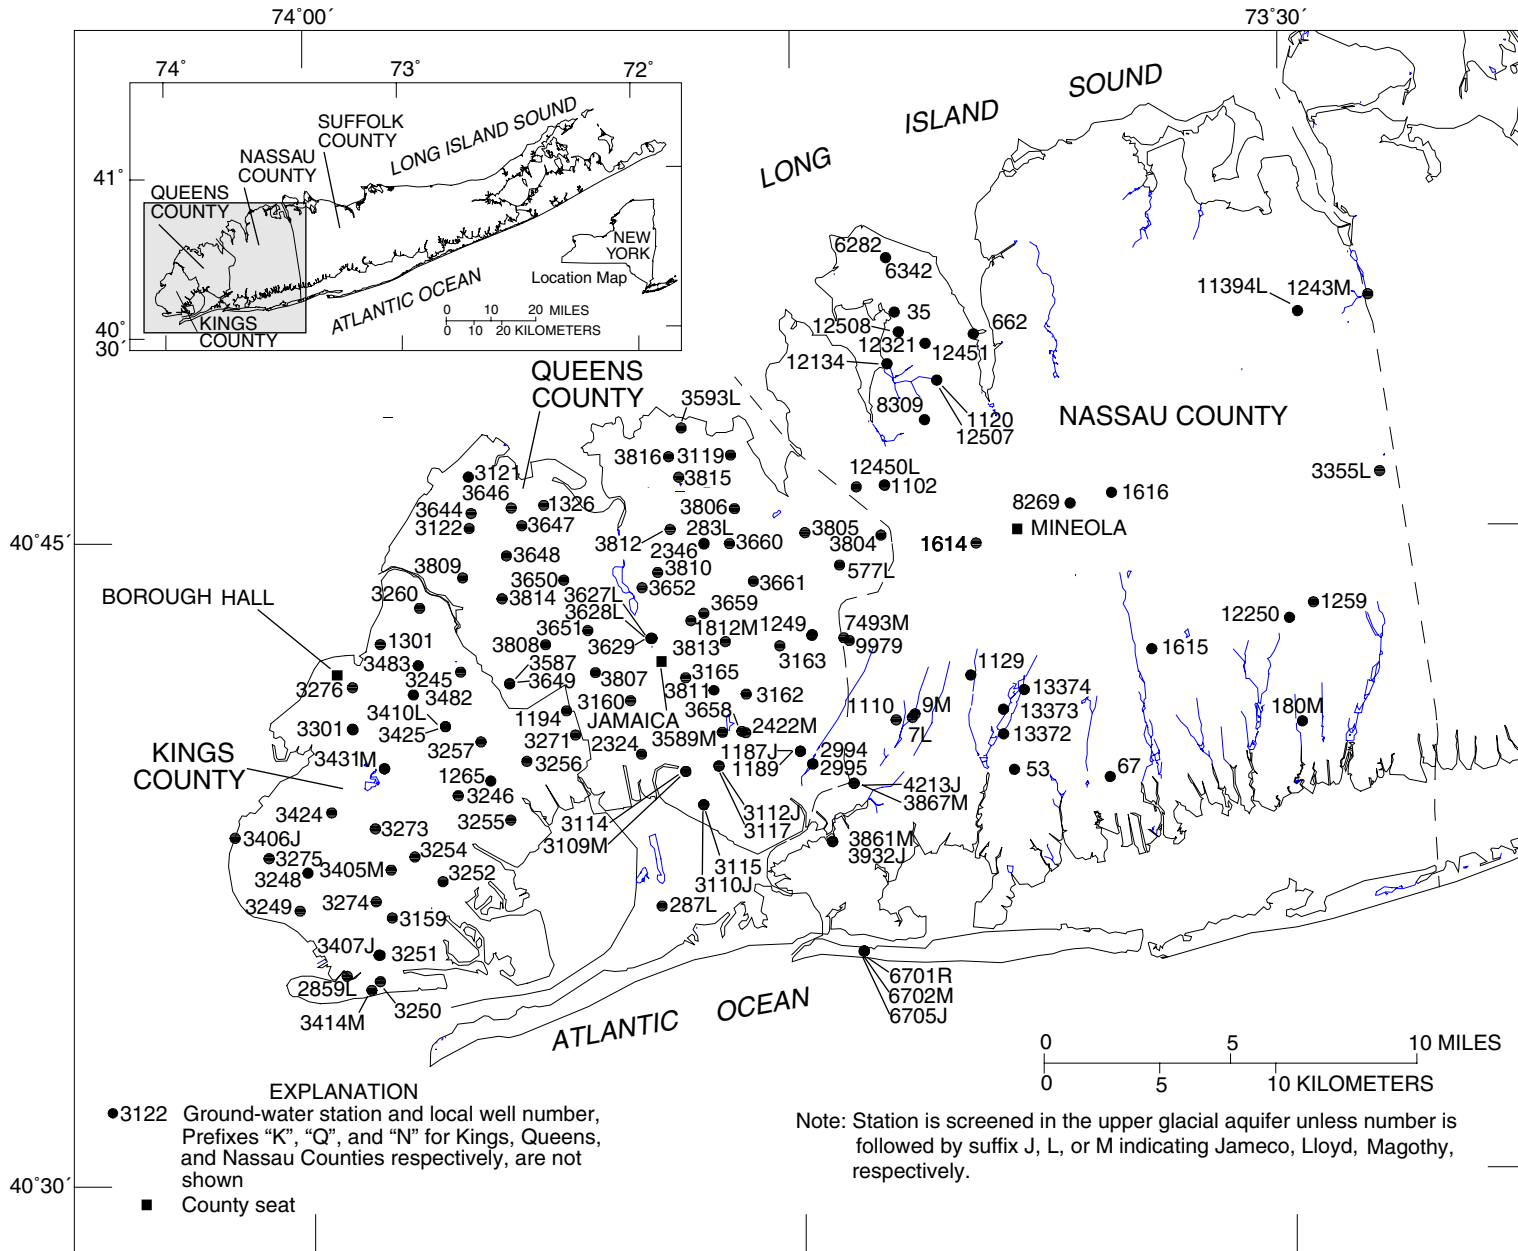 74°00´
73°30´
74°
73°
72°
LONG ISLAND SOUND
SUFFOLK
COUNTY
NASSAU
COUNTY
QUEENS
COUNTY
41°
40°
30´
KINGS
COUNTY
ATLANTIC OCEAN
NEW
YORK
Location Map
0 10 20 MILES
0 10 20 KILOMETERS
LONG ISLAND SOUND
6282
6342
35
12508
12321
12451
662
12134
8309
1120
12507
11394L
1243M
NASSAU COUNTY
QUEENS
COUNTY
3593L
3816
3119
3815
12450L
1102
3355L
8269
1616
MINEOLA
1614
3121
3646
1326
3644
3122
3647
3806
283L
3812
2346
3660
3805
3804
577L
40°45´
3648
3809
3650
3810
3652
3661
3814
3627L
3628L
3659
1812M
1249
7493M
9979
12250
1259
BOROUGH HALL
3260
1301
3651
3629
3808
3813
3163
1615
3483
3245
3587
3649
3807
3165
3811
3162
1129
13374
13373
13372
3276
3482
3160
JAMAICA
3658
2422M
1110
9M
7L
180M
3410L
3425
1194
3271
2324
3589M
1187J
1189
2994
2995
3301
3257
3431M
3256
KINGS
COUNTY
1265
3246
53
67
4213J
3867M
3424
3273
3255
3114
3109M
3112J
3117
3861M
3932J
3406J
3275
3248
3405M
3254
3252
3115
3110J
3249
3274
3159
287L
3407J
3251
2859L
3250
3414M
6701R
6702M
6705J
ATLANTIC OCEAN
0 5 10 MILES
0 5 10 KILOMETERS
EXPLANATION
3122 Ground-water station and local well number,
Prefixes “K”, “Q”, and “N” for Kings, Queens,
and Nassau Counties respectively, are not
shown
County seat
Note: Station is screened in the upper glacial aquifer unless number is
followed by suffix J, L, or M indicating Jameco, Lloyd, Magothy,
respectively.
40°30´